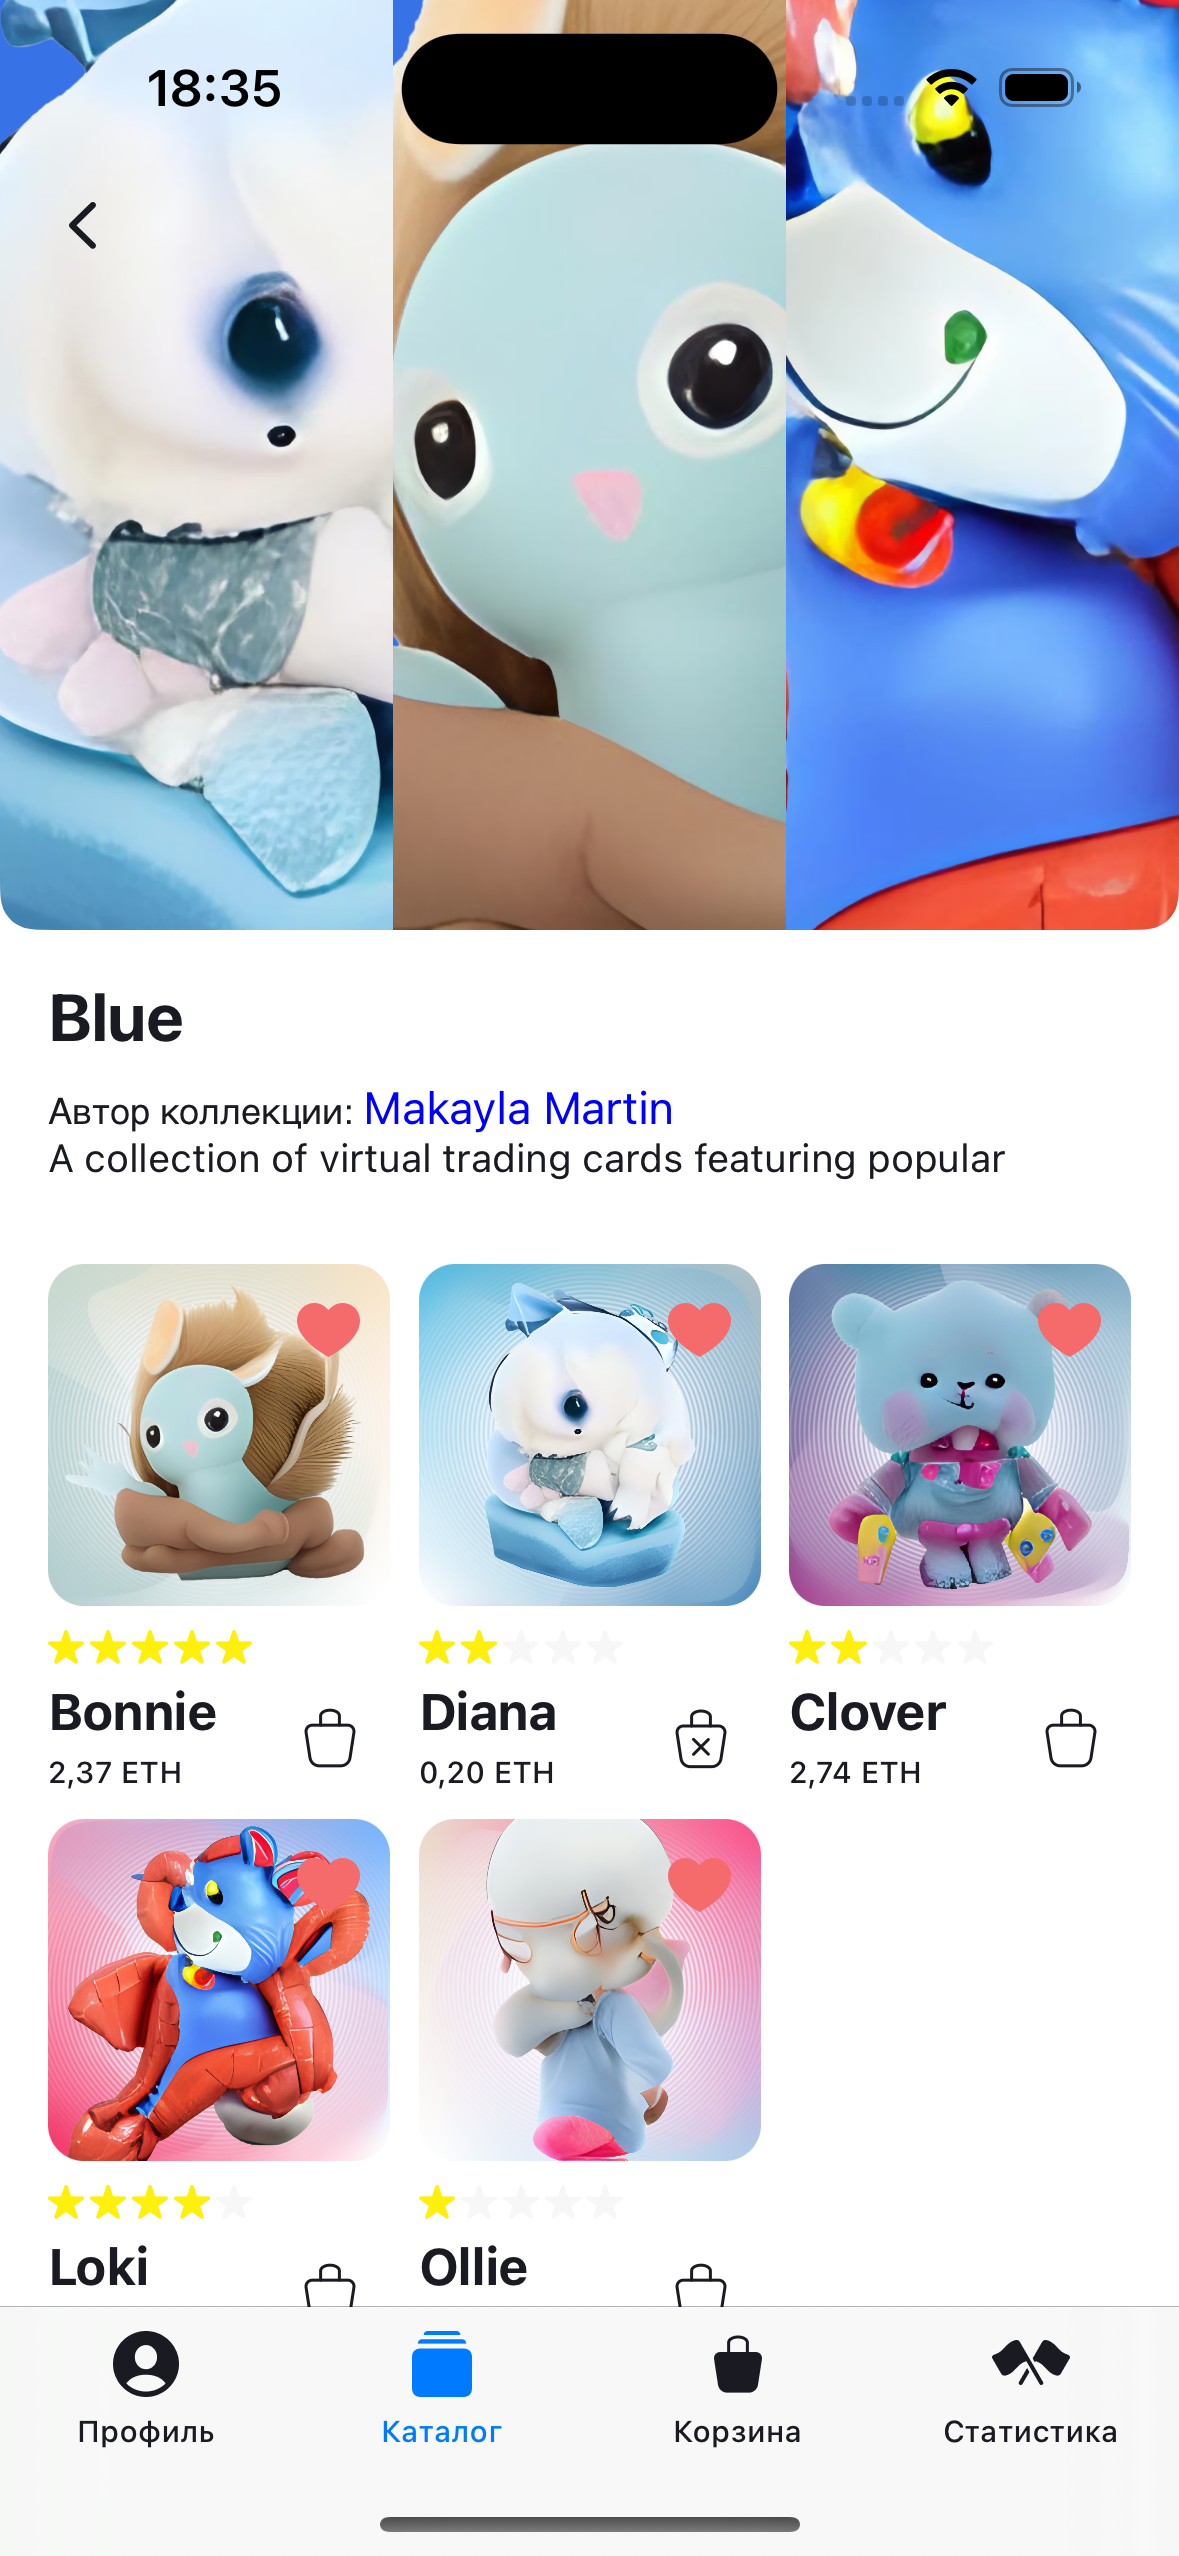 18:35
Blue
Автор коллекции: Makayla Martin
A collection of virtual trading cards featuring popular
Bonnie
2,37 ETH
Diana
0,20 ETH
Clover
2,74 ETH
Loki
Ollie
Профиль
Каталог
Корзина
Статистика